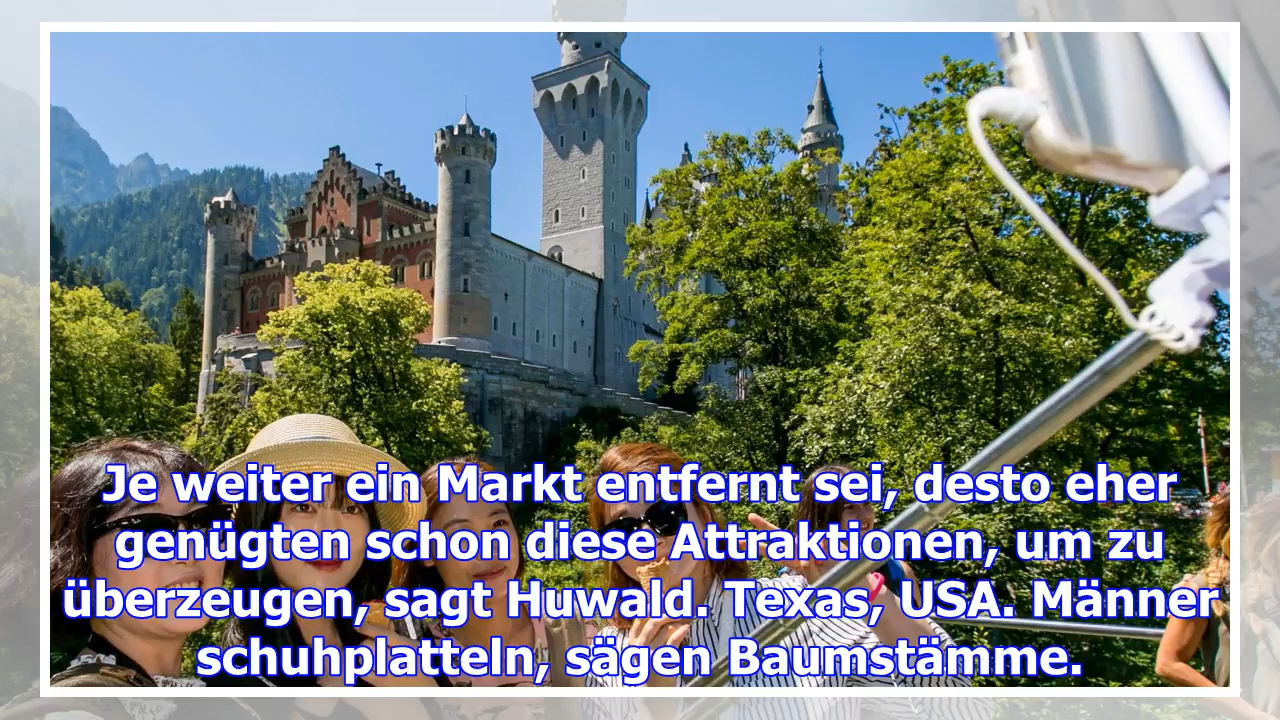 Je weiter ein Markt entfernt sei, desto eher
genügten schon diese Attraktionen, um zu
überzeugen, sagt Huwald. Texas, USA. Männer
schuhplatteln, sägen Baumstämme.